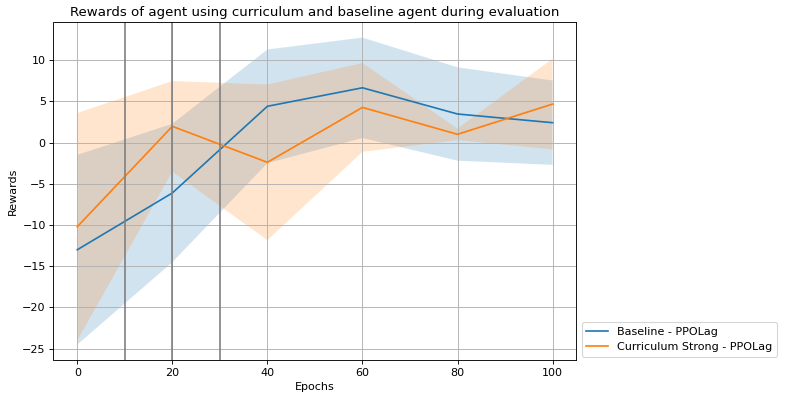 Rewards of agent using curriculum and baseline agent during evaluation
10
5
0
−5
−10
−15
−20
−25
Rewards
0 20 40 60 80 100
Epochs
Baseline - PPOLag
Curriculum Strong - PPOLag